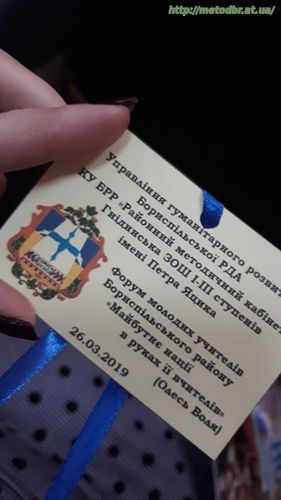 http://metodbr.at.ua/
Управління гуманітарного розвит
Бориспільської РДА
КУ БРР «Районний методичний кабіне
Гнідинська ЗОШ І-ІІІ ступенів
імені Петра Яцика
Форум молодих учителів
Бориспільського району
«Майбутнє нації
в руках її вчителів»
(Олесь Воля)
26.03.2019